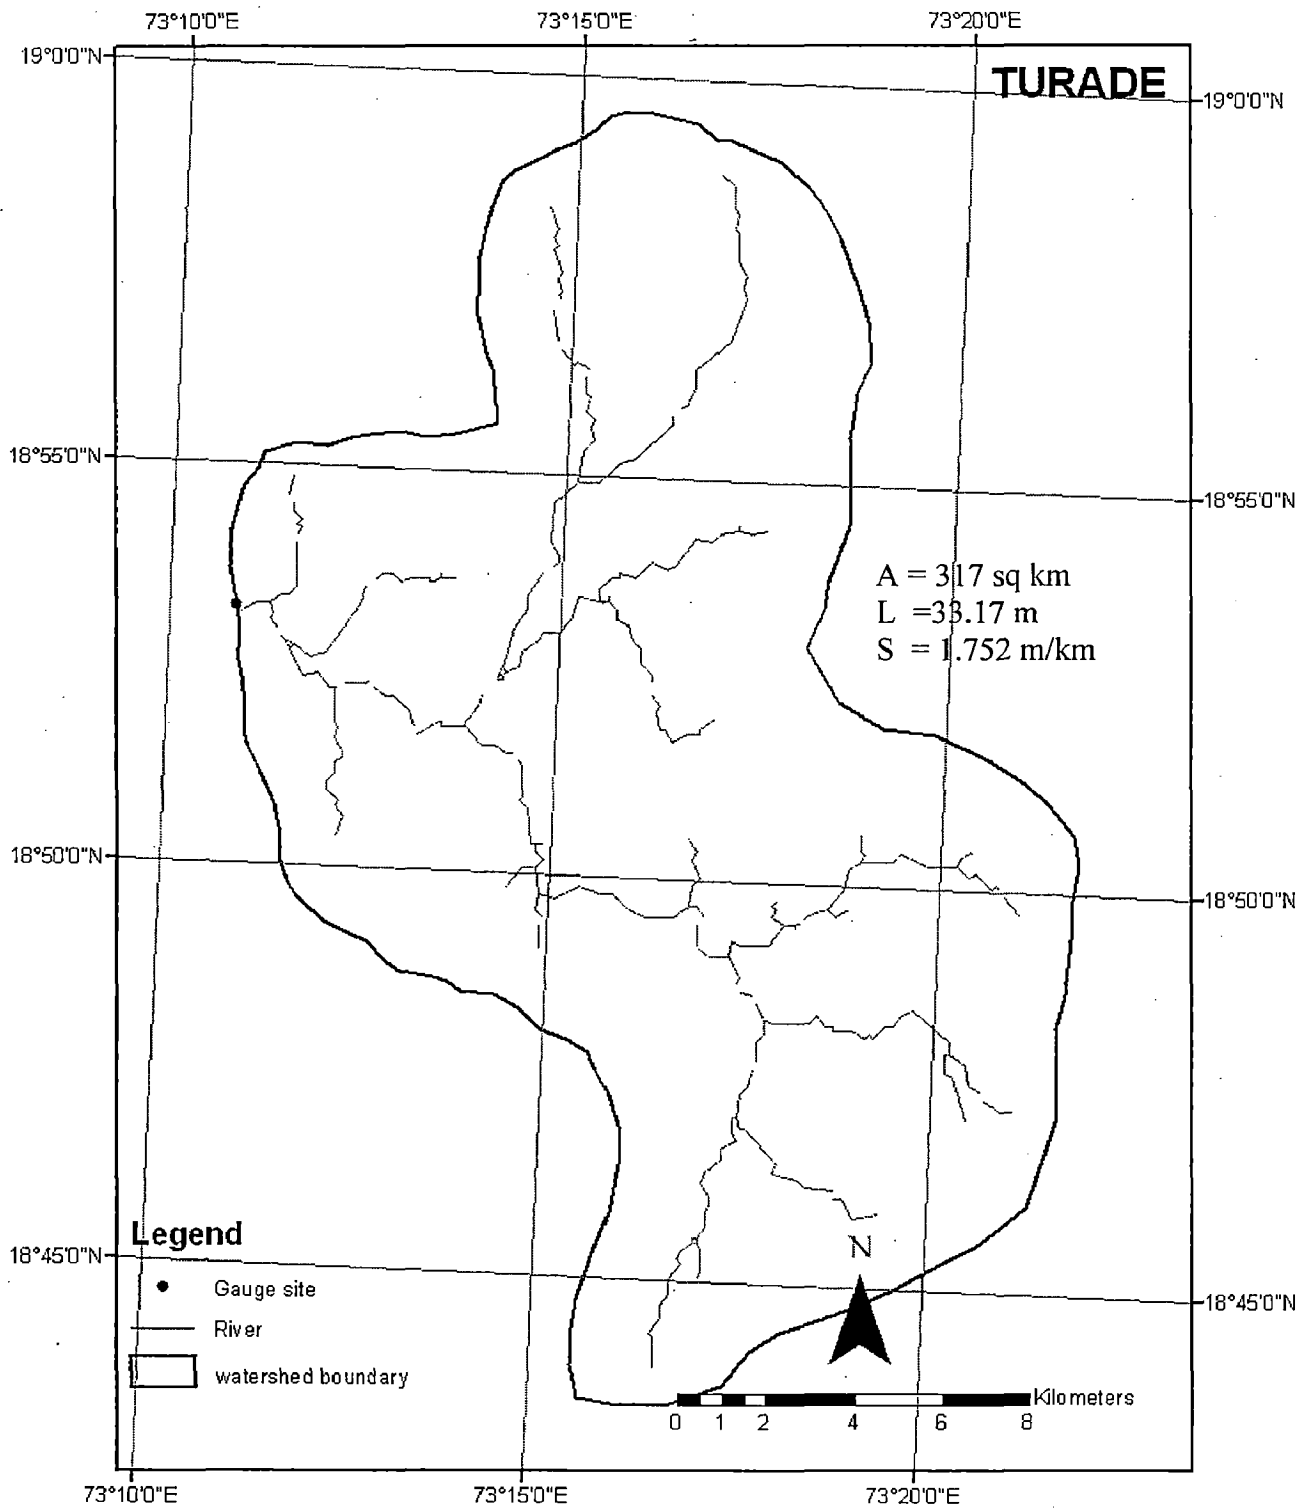 73°10'0"E 73°15'0"E 73°20'0"E
19°0'0"N
TURADE
19°0'0"N
18°55'0"N
18°55'0"N
A = 317 sq km
L =33.17 m
S = 1.752 m/km
18°50'0"N
18°50'0"N
Legend
18°45'0"N
N
Gauge site
18°45'0"N
River
watershed boundary
Kilometers
0 1 2 4 6 8
73°10'0"E 73°15'0"E 73°20'0"E